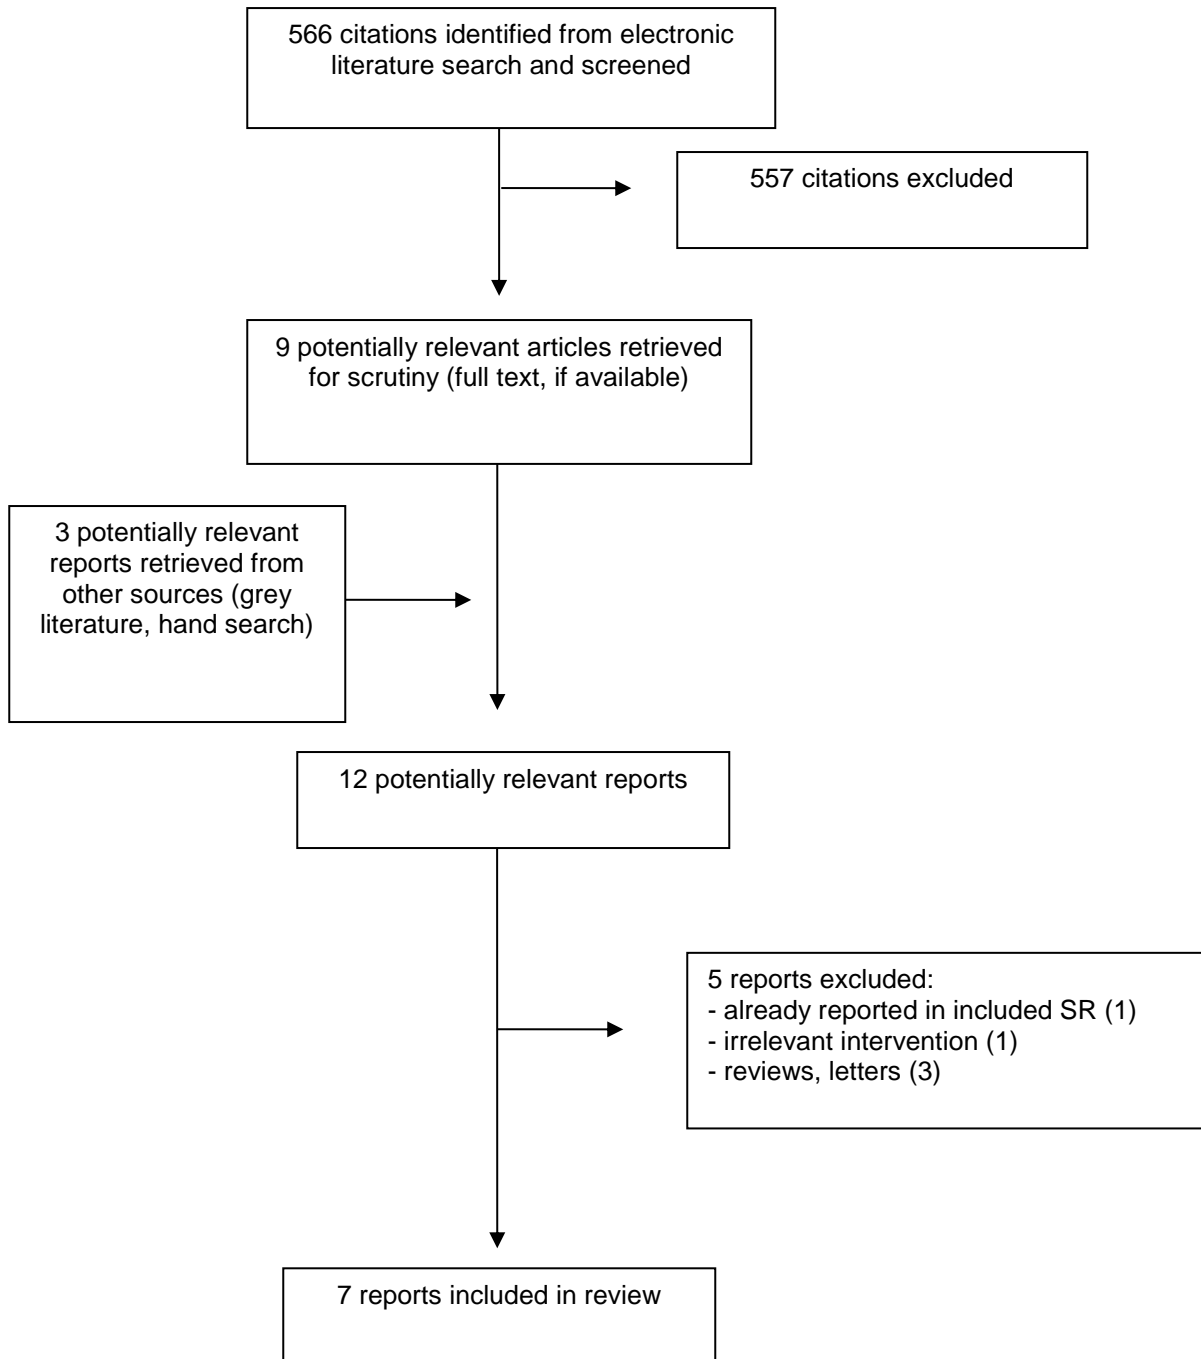 566 citations identified from electronic
literature search and screened
557 citations excluded
9 potentially relevant articles retrieved
for scrutiny (full text, if available)
3 potentially relevant
reports retrieved from
other sources (grey
literature, hand search)
12 potentially relevant reports
5 reports excluded:
- already reported in included SR (1)
- irrelevant intervention (1)
- reviews, letters (3)
7 reports included in review